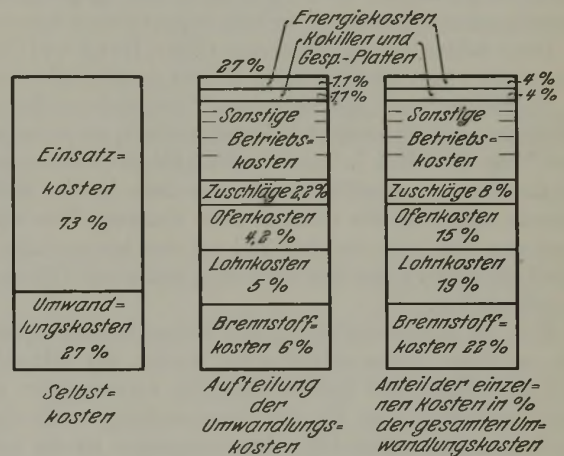 Energiekosten
Kokillen und
Gesp.-Platten
27 %
1.1 %
1,1 %
4 %
4 %
Einsatz=
kosten
73 %
Umwand=
lungskosten
27 %
Selbst=
kosten
Sonstige
Betriebs=
kosten
Zuschläge 2,2%
Ofenkosten
4,2 %
Lohnkosten
5 %
Brennstoff=
kosten 6 %
Aufteilung
der
Umwandlungs=
kosten
Sonstige
Betriebs=
kosten
Zuschläge 8 %
Ofenkosten
15 %
Lohnkosten
19 %
Brennstoff=
kosten 22 %
Anteil der einzel=
nen Kosten in %
der gesamten Um=
wandlungskosten